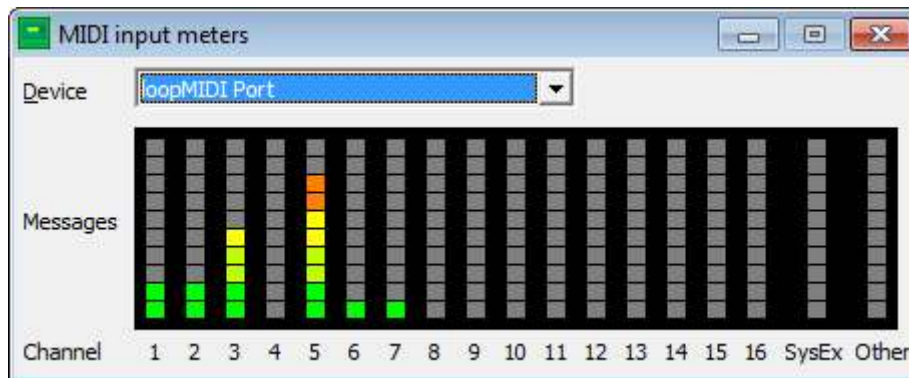 MIDI input meters
Device loopMIDI Port
Messages
Channel 1 2 3 4 5 6 7 8 9 10 11 12 13 14 15 16 SysEx Other